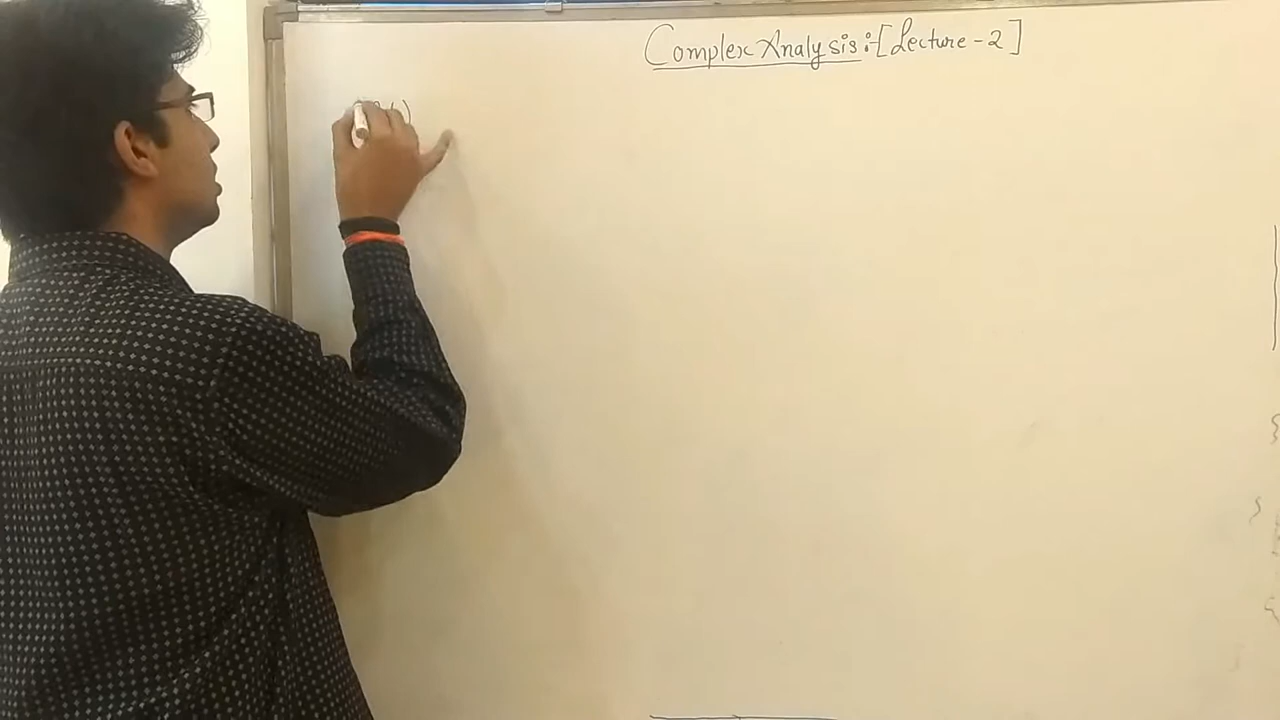 Complex Analysis :- [Lecture - 2]